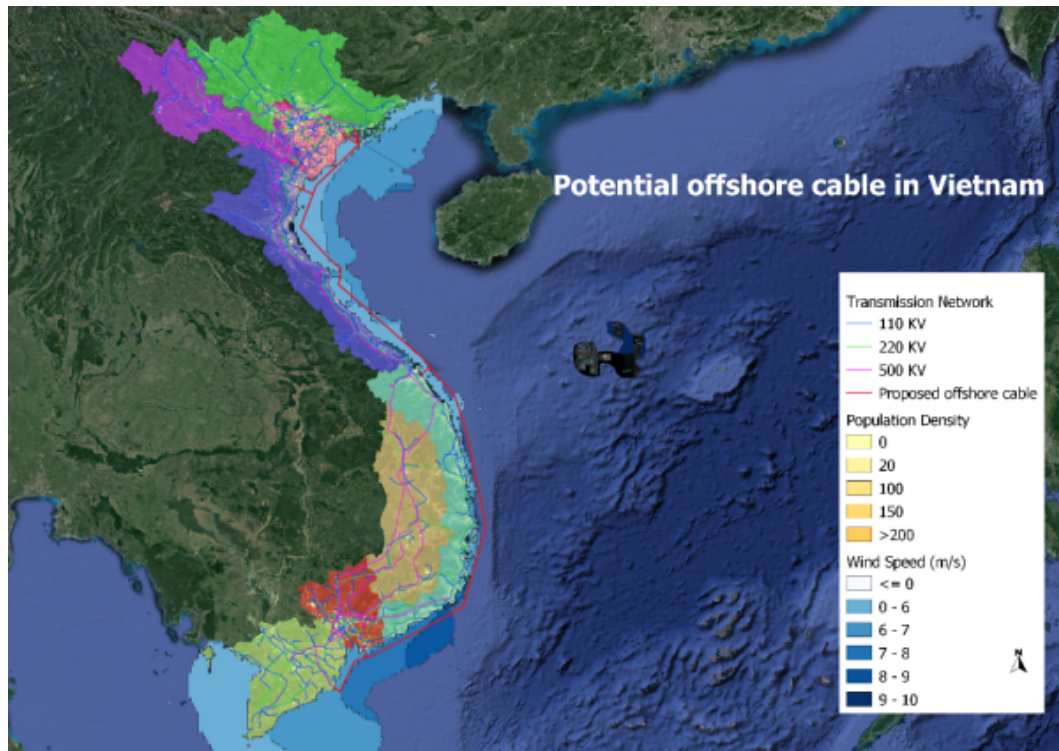 Potential offshore cable in Vietnam
Transmission Network
110 KV
220 KV
500 KV
Proposed offshore cable
Population Density
0
20
100
150
>200
Wind Speed (m/s)
<= 0
0 - 6
6 - 7
7 - 8
8 - 9
9 - 10
N